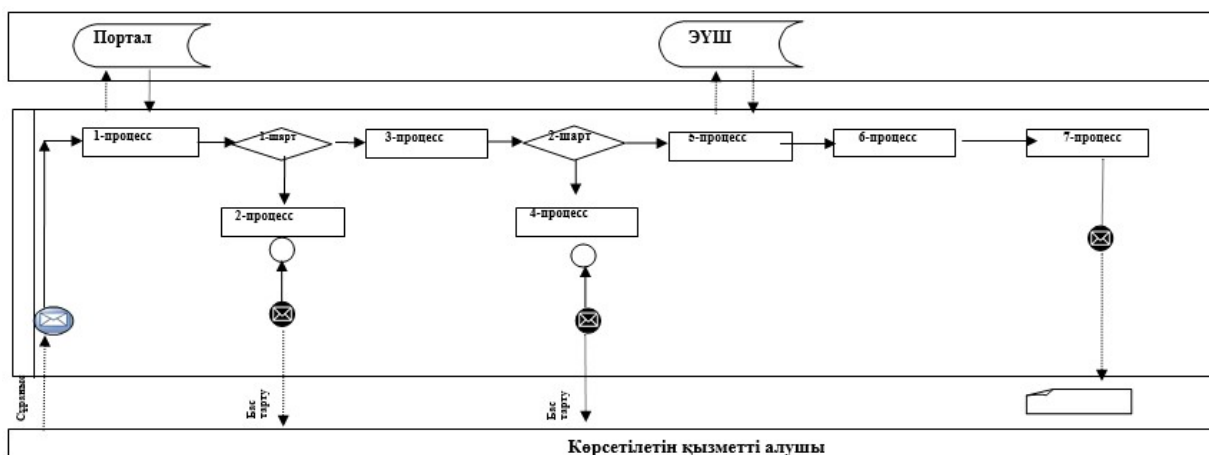 Портал
ЭҮШ
1-процесс
1-шарт
3-процесс
2-шарт
5-процесс
6-процесс
7-процесс
2-процесс
4-процесс
Сұраныс
Бас
тарту
Бас
тарту
Көрсетілетін қызметті алушы